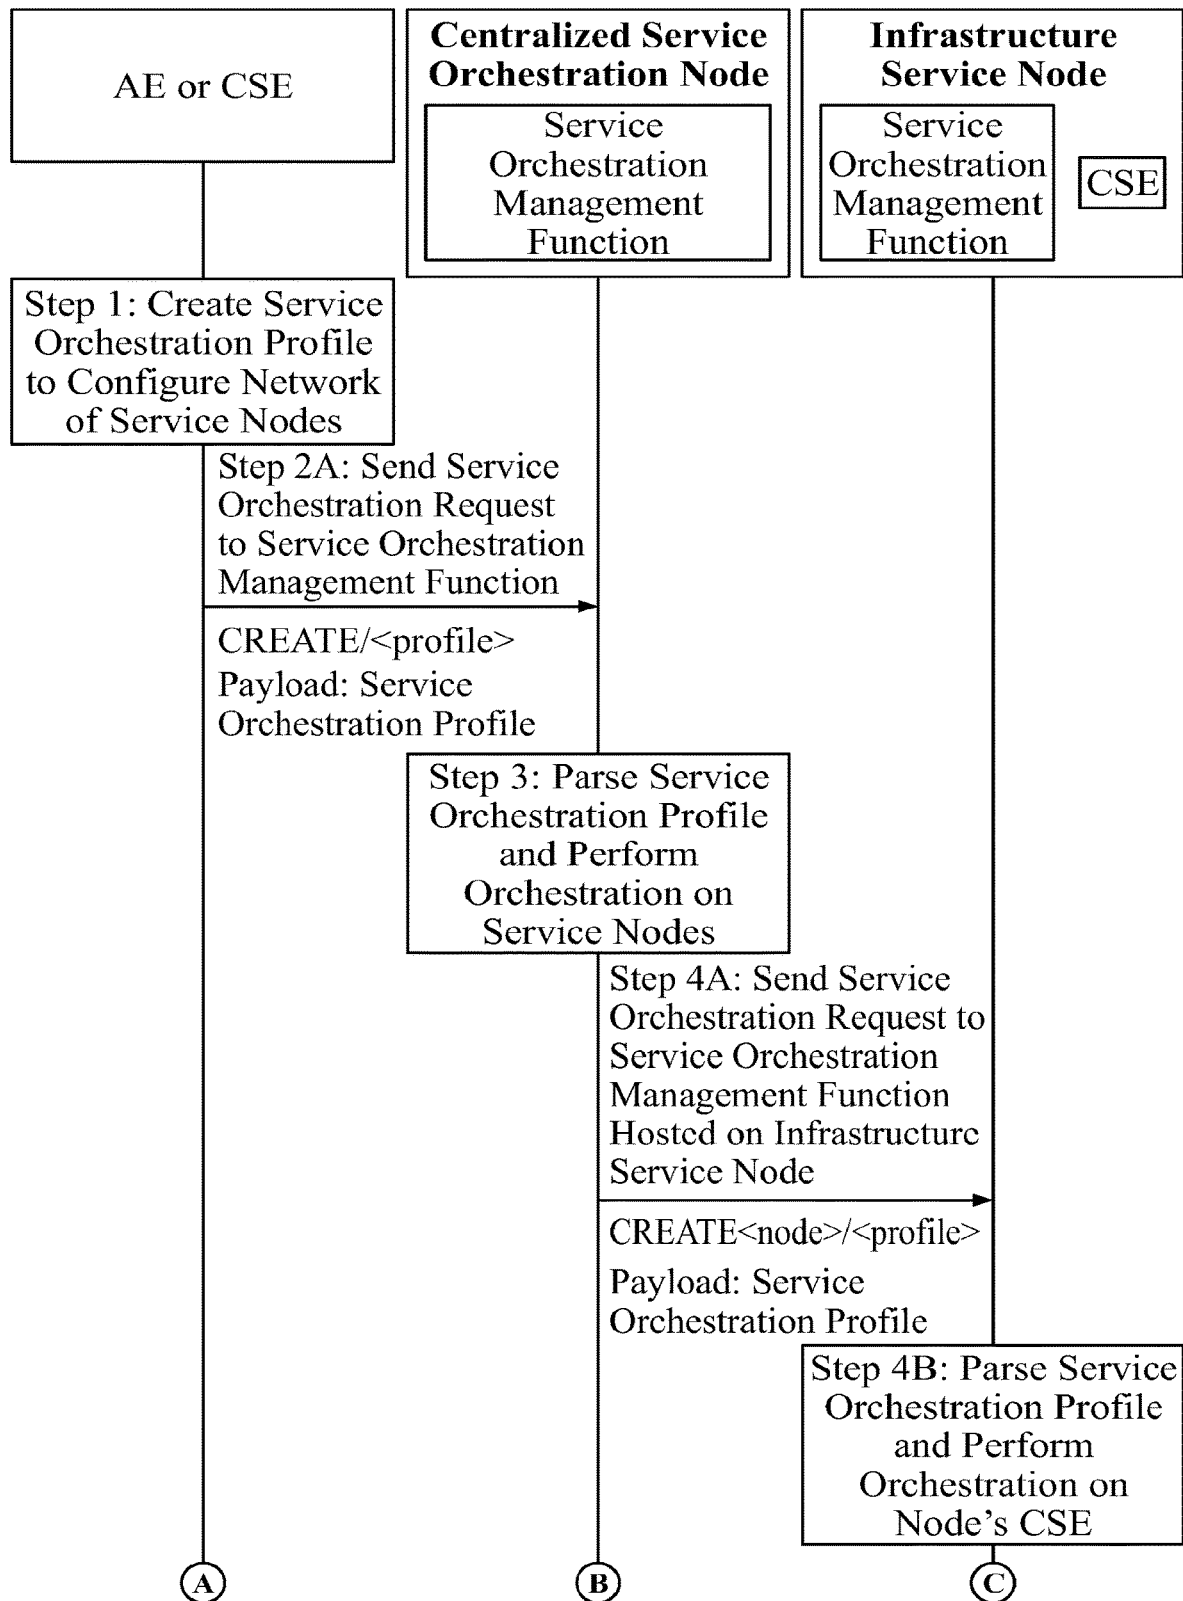 AE or CSE
Centralized Service
Orchestration Node
Service
Orchestration
Management
Function
Infrastructure
Service Node
Service
Orchestration
Management
Function
CSE
Step 1: Create Service
Orchestration Profile
to Configure Network
of Service Nodes
Step 2A: Send Service
Orchestration Request
to Service Orchestration
Management Function
CREATE/<profile>
Payload: Service
Orchestration Profile
Step 3: Parse Service
Orchestration Profile
and Perform
Orchestration on
Service Nodes
Step 4A: Send Service
Orchestration Request to
Service Orchestration
Management Function
Hosted on Infrastructure
Service Node
CREATE<node>/<profile>
Payload: Service
Orchestration Profile
Step 4B: Parse Service
Orchestration Profile
and Perform
Orchestration on
Node's CSE
A
B
C